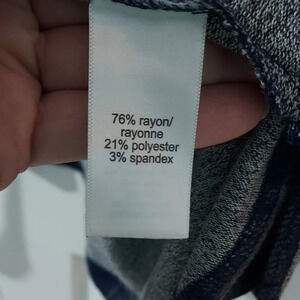 76% rayon/
rayonne
21% polyester
3% spandex